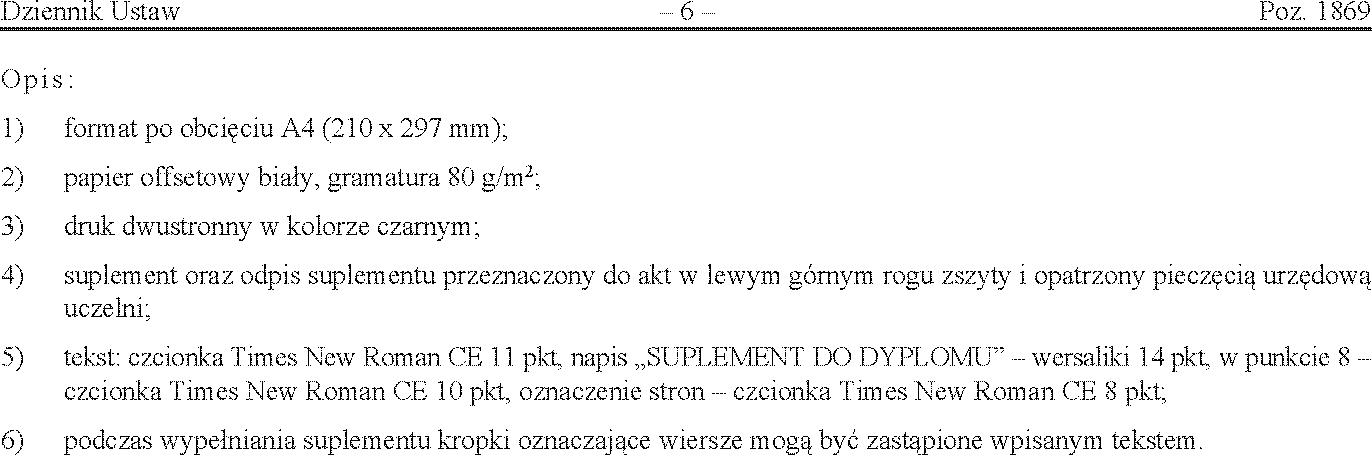 Dziennik Ustaw – 6 – Poz. 1869
Opis:
1) format po obcięciu A4 (210 x 297 mm);
2) papier offsetowy biały, gramatura 80 g/m²;
3) druk dwustronny w kolorze czarnym;
4) suplement oraz odpis suplementu przeznaczony do akt w lewym górnym rogu zszyty i opatrzony pieczęcią urzędową
uczelni;
5) tekst: czcionka Times New Roman CE 11 pkt, napis „SUPLEMENT DO DYPLOMU” – wersaliki 14 pkt, w punkcie 8 –
czcionka Times New Roman CE 10 pkt, oznaczenie stron – czcionka Times New Roman CE 8 pkt;
6) podczas wypełniania suplementu kropki oznaczające wiersze mogą być zastąpione wpisanym tekstem.